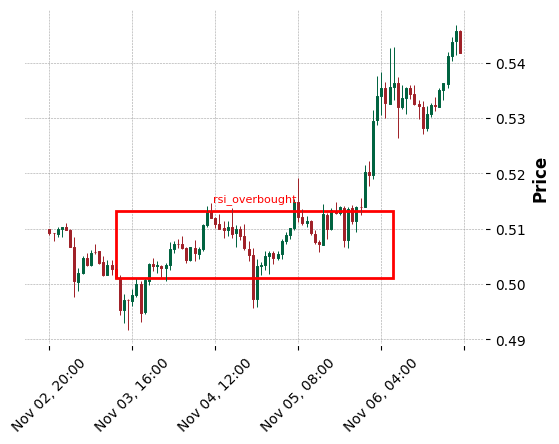 0.54
0.53
0.52
rsi_overbought
0.51
0.50
0.49
Price
Nov 02, 20:00
Nov 03, 16:00
Nov 04, 12:00
Nov 05, 08:00
Nov 06, 04:00